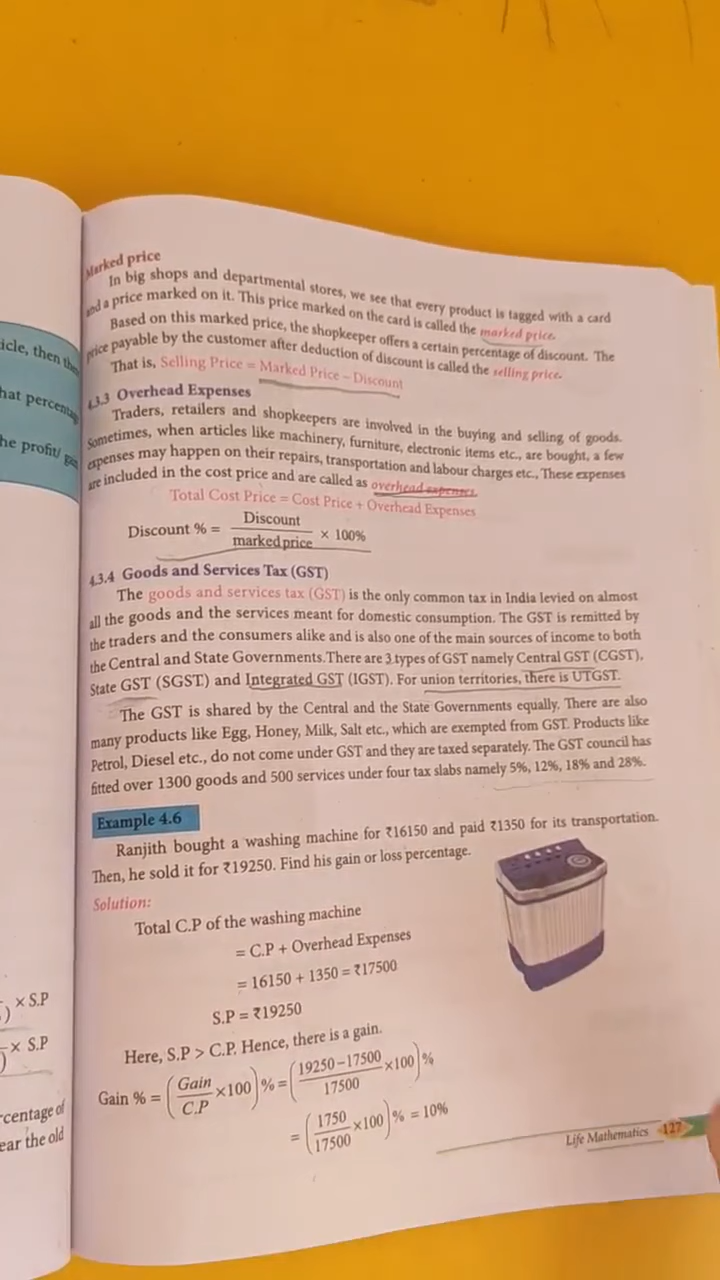 Marked price
In big shops and departmental stores, we see that every product is tagged with a card
and a price marked on it. This price marked on the card is called the marked price.
Based on this marked price, the shopkeeper offers a certain percentage of discount. The
price payable by the customer after deduction of discount is called the selling price.
That is, Selling Price = Marked Price – Discount
4.3.3 Overhead Expenses
Traders, retailers and shopkeepers are involved in the buying and selling of goods.
Sometimes, when articles like machinery, furniture, electronic items etc., are bought, a few
expenses may happen on their repairs, transportation and labour charges etc., These expenses
are included in the cost price and are called as overhead expenses.
Total Cost Price = Cost Price + Overhead Expenses
Discount % = Discount / marked price × 100%
4.3.4 Goods and Services Tax (GST)
The goods and services tax (GST) is the only common tax in India levied on almost
all the goods and the services meant for domestic consumption. The GST is remitted by
the traders and the consumers alike and is also one of the main sources of income to both
the Central and State Governments.There are 3 types of GST namely Central GST (CGST),
State GST (SGST) and Integrated GST (IGST). For union territories, there is UTGST.
The GST is shared by the Central and the State Governments equally. There are also
many products like Egg, Honey, Milk, Salt etc., which are exempted from GST. Products like
Petrol, Diesel etc., do not come under GST and they are taxed separately. The GST council has
fitted over 1300 goods and 500 services under four tax slabs namely 5%, 12%, 18% and 28%.
Example 4.6
Ranjith bought a washing machine for ₹16150 and paid ₹1350 for its transportation.
Then, he sold it for ₹19250. Find his gain or loss percentage.
Solution:
Total C.P of the washing machine
= C.P + Overhead Expenses
= 16150 + 1350 = ₹17500
S.P = ₹19250
Here, S.P > C.P. Hence, there is a gain.
Gain % = (Gain / C.P ×100)% = (19250 – 17500 / 17500 ×100)%
= (1750 / 17500 ×100)% = 10%
Life Mathematics 127
icle, then
hat
he profit/
) × S.P
) × S.P
rcentage of
ear the old